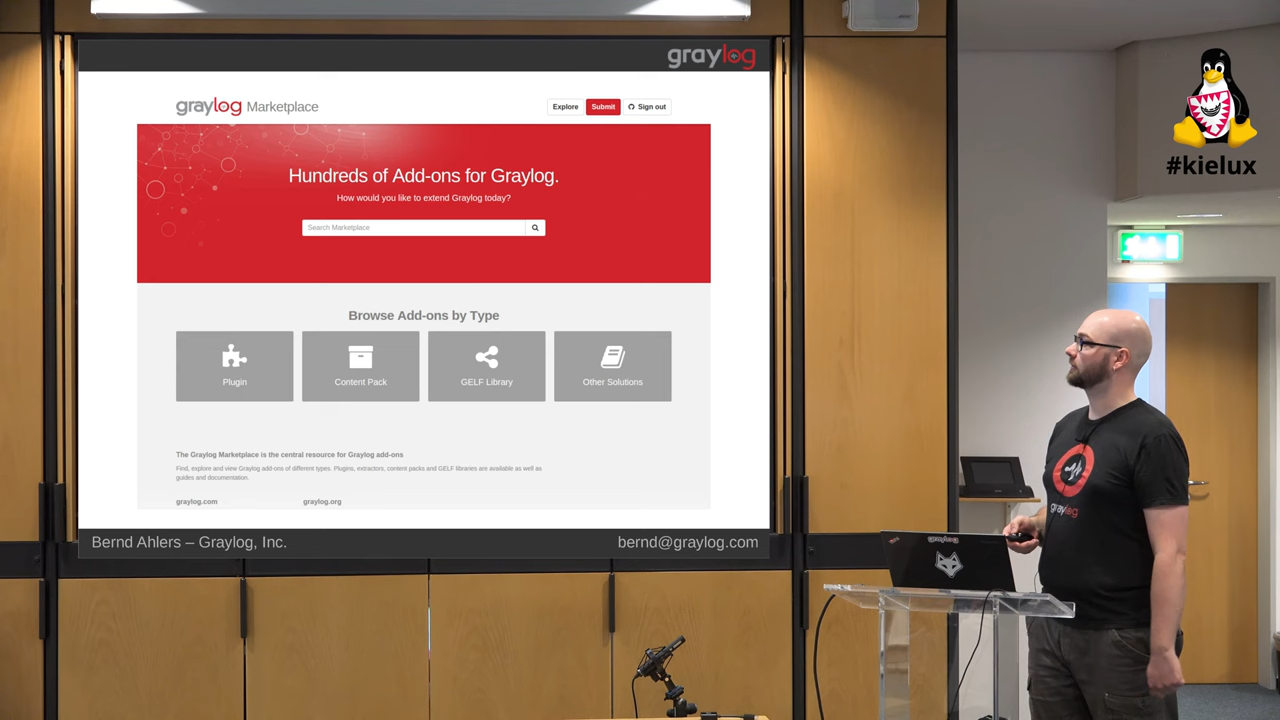 graylog
graylog Marketplace
Explore
Submit
Sign out
Hundreds of Add-ons for Graylog.
How would you like to extend Graylog today?
Search Marketplace
Browse Add-ons by Type
Plugin
Content Pack
GELF Library
Other Solutions
The Graylog Marketplace is the central resource for Graylog add-ons
Find, explore and view Graylog add-ons of different types. Plugins, extractors, content packs and GELF libraries are available as well as
guides and documentation.
graylog.com
graylog.org
Bernd Ahlers – Graylog, Inc.
bernd@graylog.com
#kielux
graylog
graylog